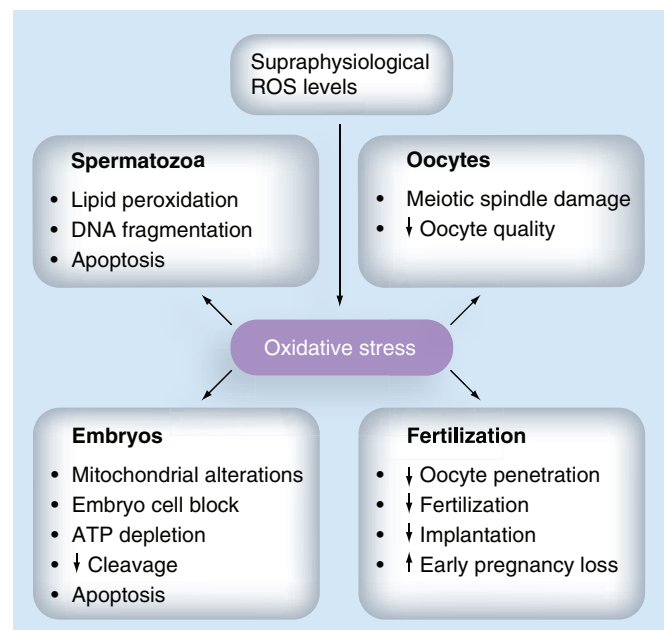 Supraphysiological
ROS levels
Spermatozoa
• Lipid peroxidation
• DNA fragmentation
• Apoptosis
Oocytes
• Meiotic spindle damage
• ↓ Oocyte quality
Oxidative stress
Embryos
• Mitochondrial alterations
• Embryo cell block
• ATP depletion
• ↓ Cleavage
• Apoptosis
Fertilization
• ↓ Oocyte penetration
• ↓ Fertilization
• ↓ Implantation
• ↑ Early pregnancy loss